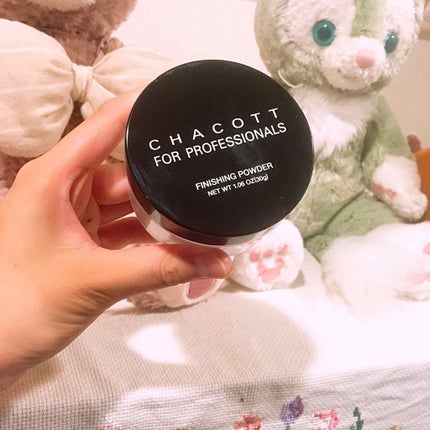 CHACOTT
FOR PROFESSIONALS
FINISHING POWDER
NET WT 1.06 OZ(30g)